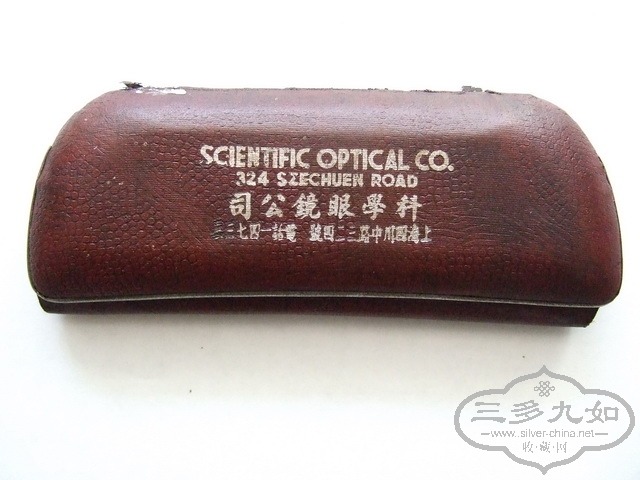 SCIENTIFIC OPTICAL CO.
324 SZECHUEN ROAD
科學眼鏡公司
上海四川中路三二四號 電話一四七三
三多九如
www.silver-china.net
收·藏·网